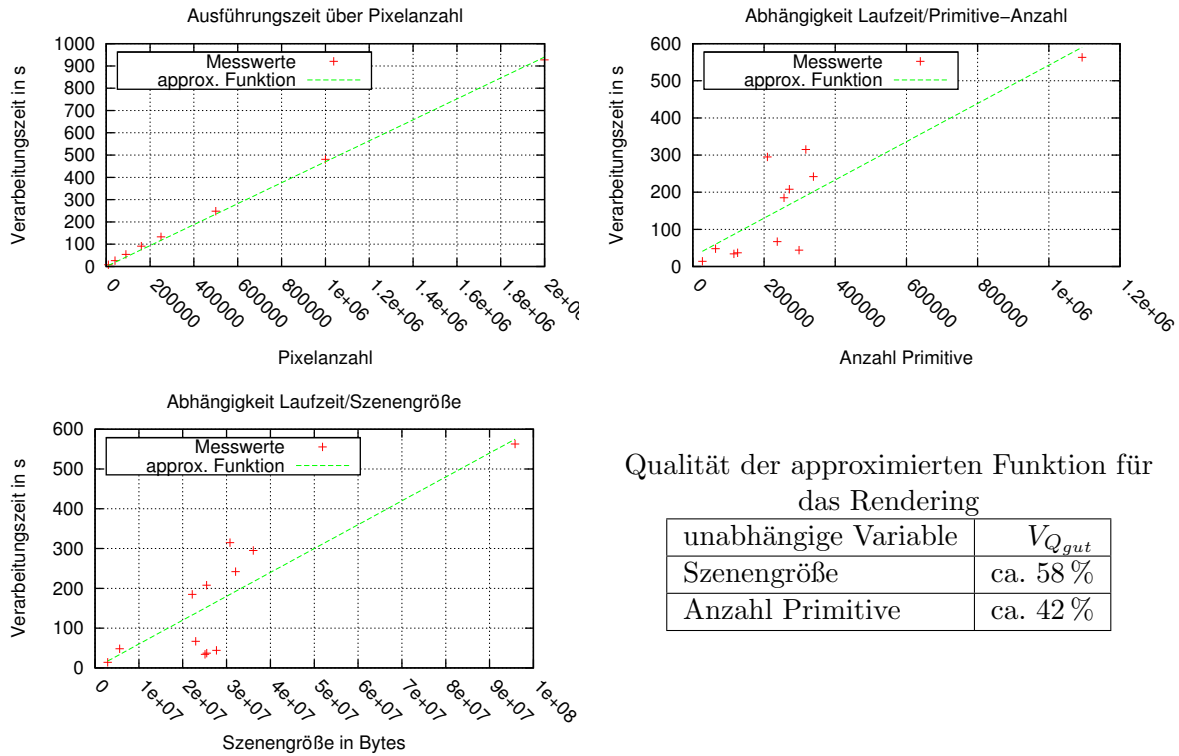 Ausführungszeit über Pixelanzahl
Verarbeitungszeit in s
1000
900
800
700
600
500
400
300
200
100
0
Messwerte
approx. Funktion
0
200000
400000
600000
800000
1e+06
1.2e+06
1.4e+06
1.6e+06
1.8e+06
2e+0
Pixelanzahl
Abhängigkeit Laufzeit/Primitive−Anzahl
Verarbeitungszeit in s
600
500
400
300
200
100
0
Messwerte
approx. Funktion
0
200000
400000
600000
800000
1e+06
1.2e+06
Anzahl Primitive
Abhängigkeit Laufzeit/Szenengröße
Verarbeitungszeit in s
600
500
400
300
200
100
0
Messwerte
approx. Funktion
0
1e+07
2e+07
3e+07
4e+07
5e+07
6e+07
7e+07
8e+07
9e+07
1e+08
Szenengröße in Bytes
Qualität der approximierten Funktion für
das Rendering
unabhängige Variable V_{Q_{gut}}
Szenengröße ca. 58 %
Anzahl Primitive ca. 42 %